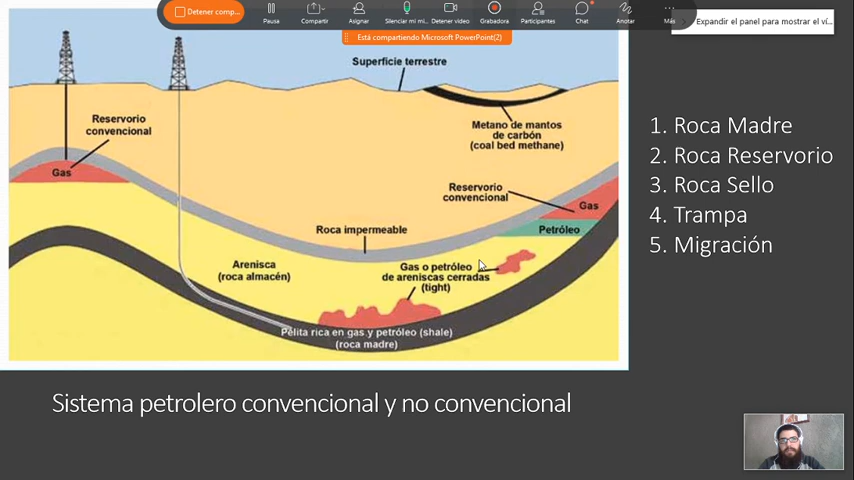 Detener comp...
Pausa
Compartir
Asignar
Silenciar mi mi...
Detener video
Grabadora
Participantes
Chat
Anotar
Más
Expandir el panel para mostrar el ví...
Está compartiendo Microsoft PowerPoint(2)
Superficie terrestre
Reservorio
convencional
Metano de mantos
de carbón
(coal bed methane)
Gas
Reservorio
convencional
Gas
Roca impermeable
Petróleo
Arenisca
(roca almacén)
Gas o petróleo
de areniscas cerradas
(tight)
Pelita rica en gas y petróleo (shale)
(roca madre)
1. Roca Madre
2. Roca Reservorio
3. Roca Sello
4. Trampa
5. Migración
Sistema petrolero convencional y no convencional